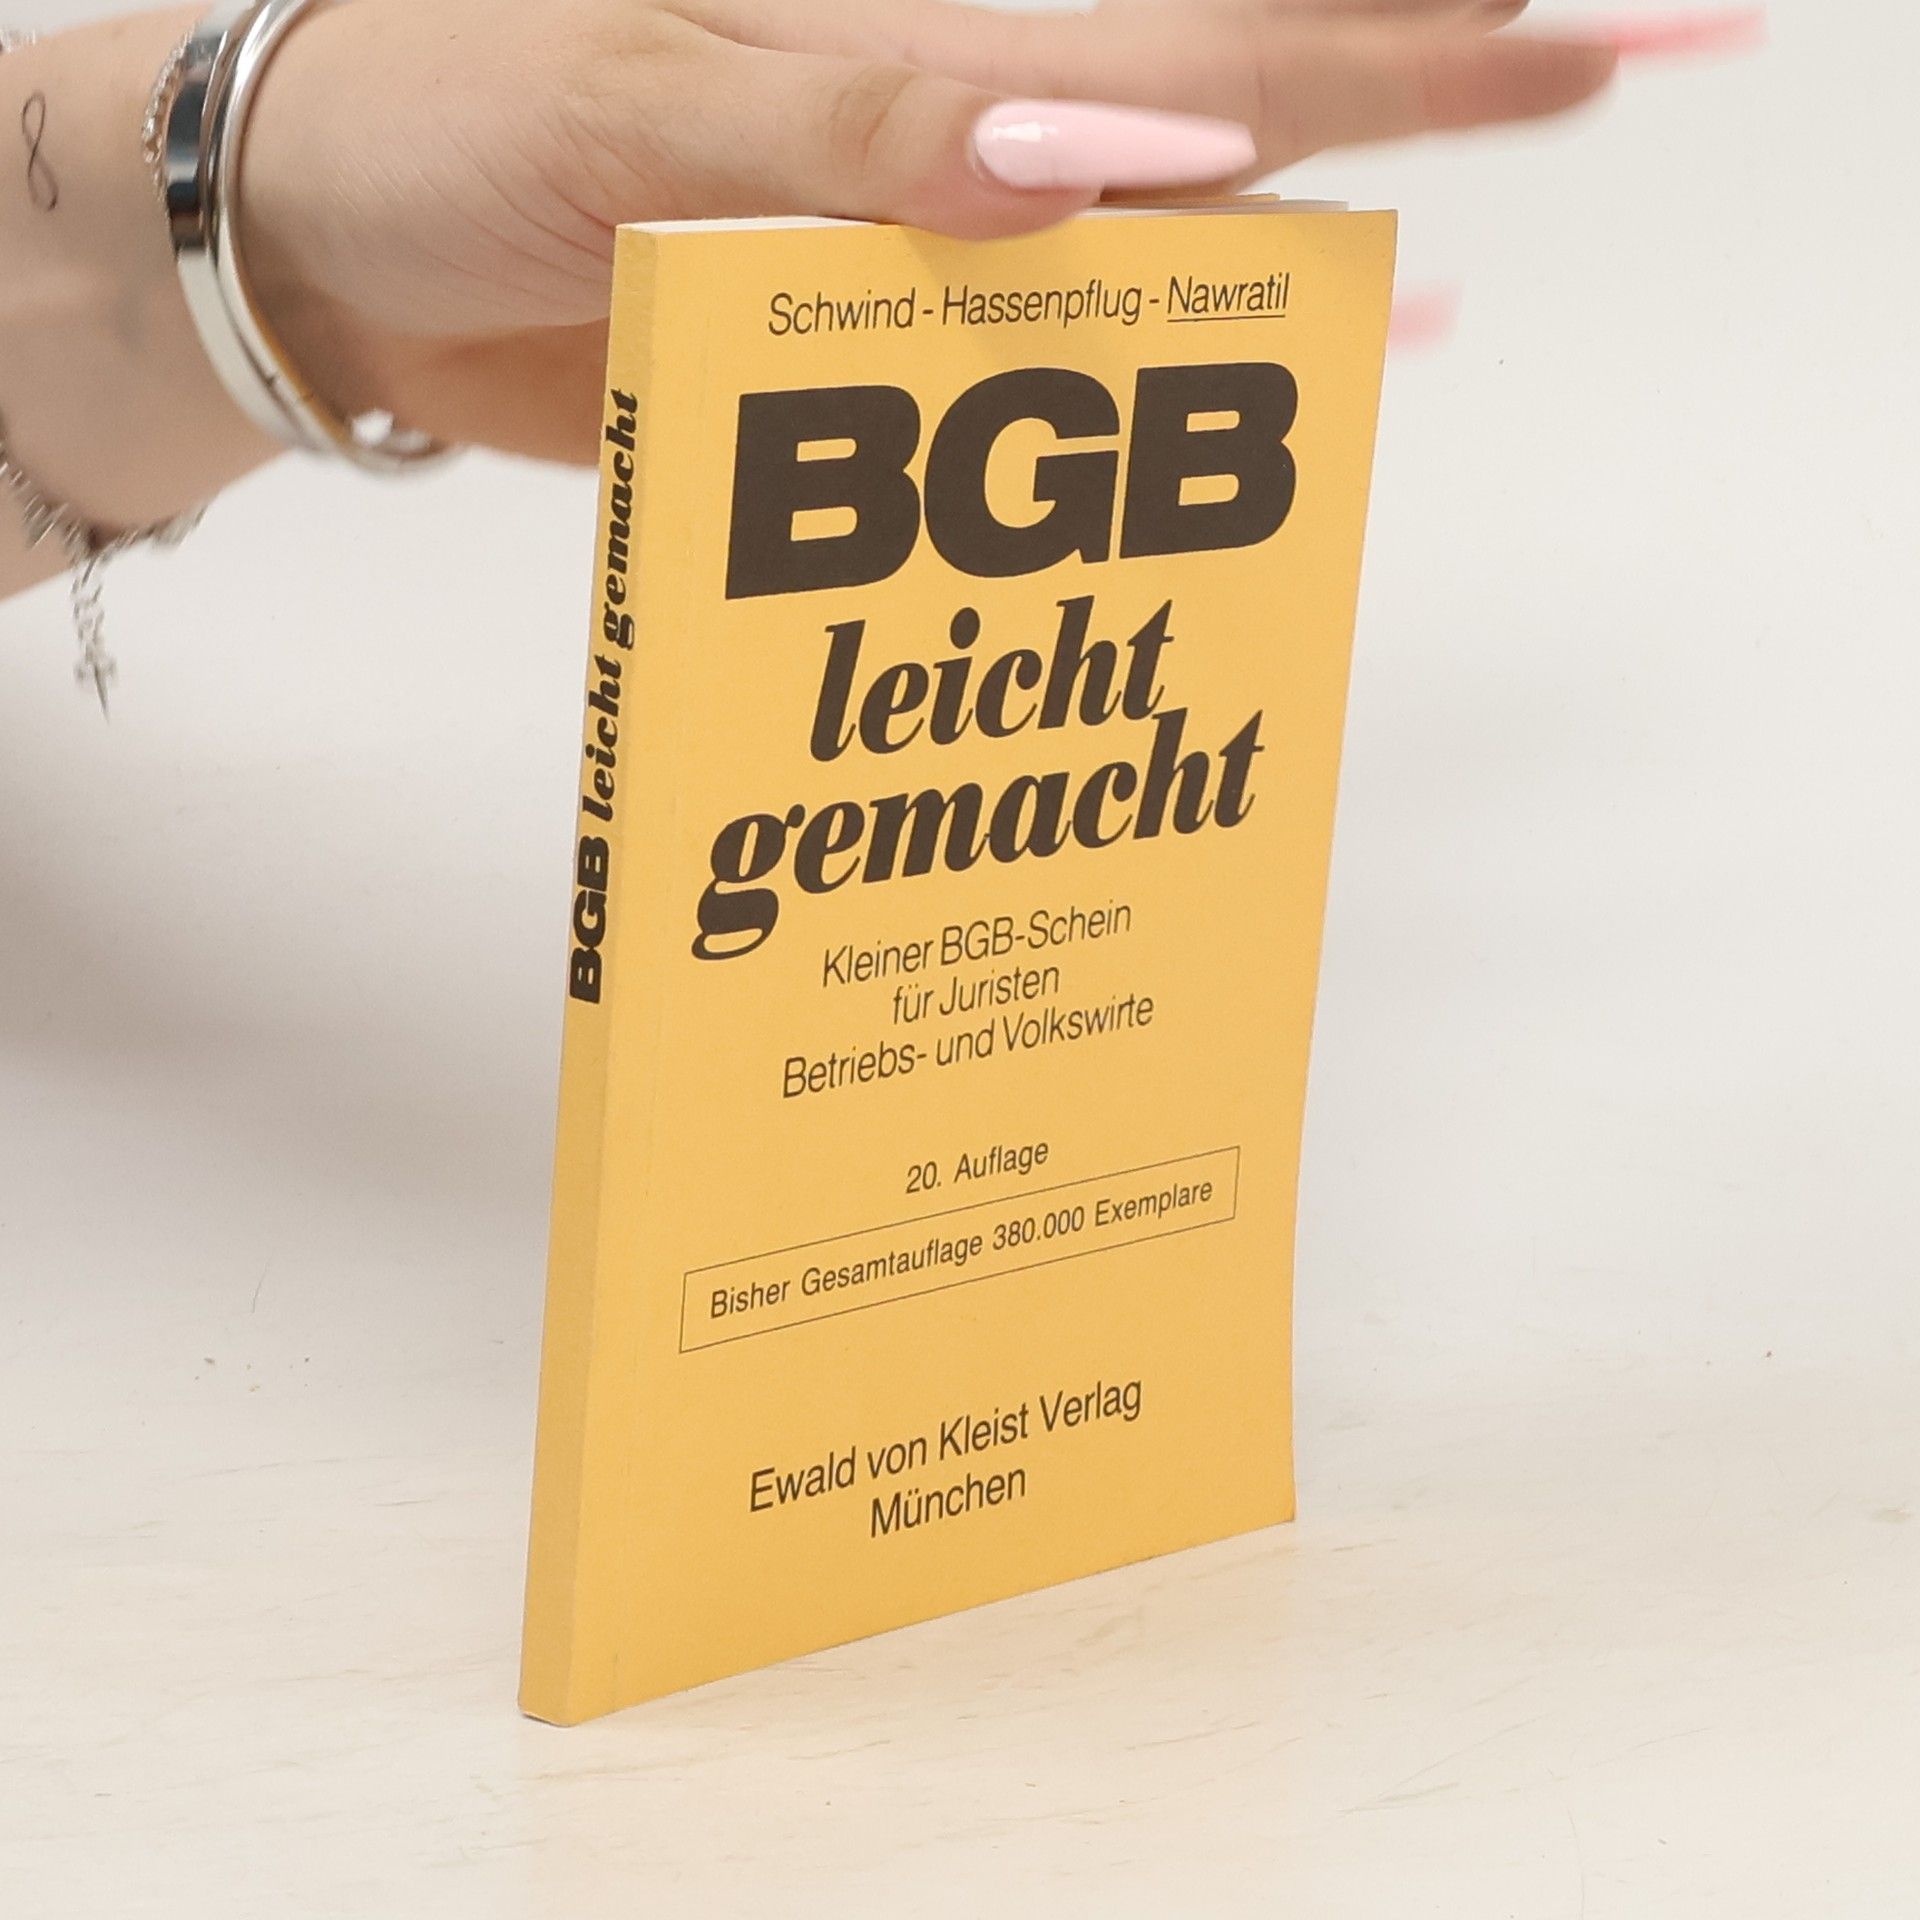 Schwind - Hassenpflug - Nawratil
BGB
leicht
gemacht
Kleiner BGB-Schein
für Juristen
Betriebs- und Volkswirte
20. Auflage
Bisher Gesamtauflage 380.000 Exemplare
Ewald von Kleist Verlag
München
BGB leicht gemacht